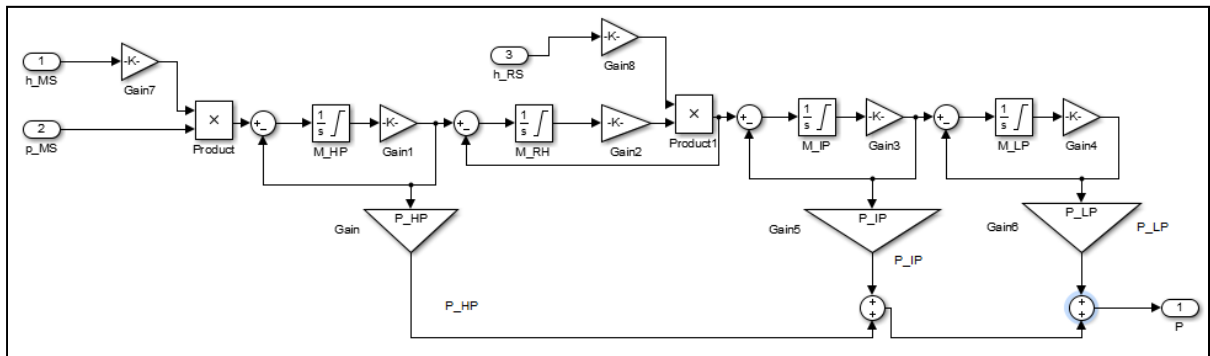 1
h_MS
-K-
Gain7
2
p_MS
×
Product
+
-
1
s
M_HP
-K-
Gain1
3
h_RS
-K-
Gain8
+
-
1
s
M_RH
-K-
Gain2
×
Product1
+
-
1
s
M_IP
-K-
Gain3
+
-
1
s
M_LP
-K-
Gain4
P_HP
Gain
P_HP
P_IP
Gain5
P_IP
P_LP
Gain6
P_LP
+
+
+
+
1
P